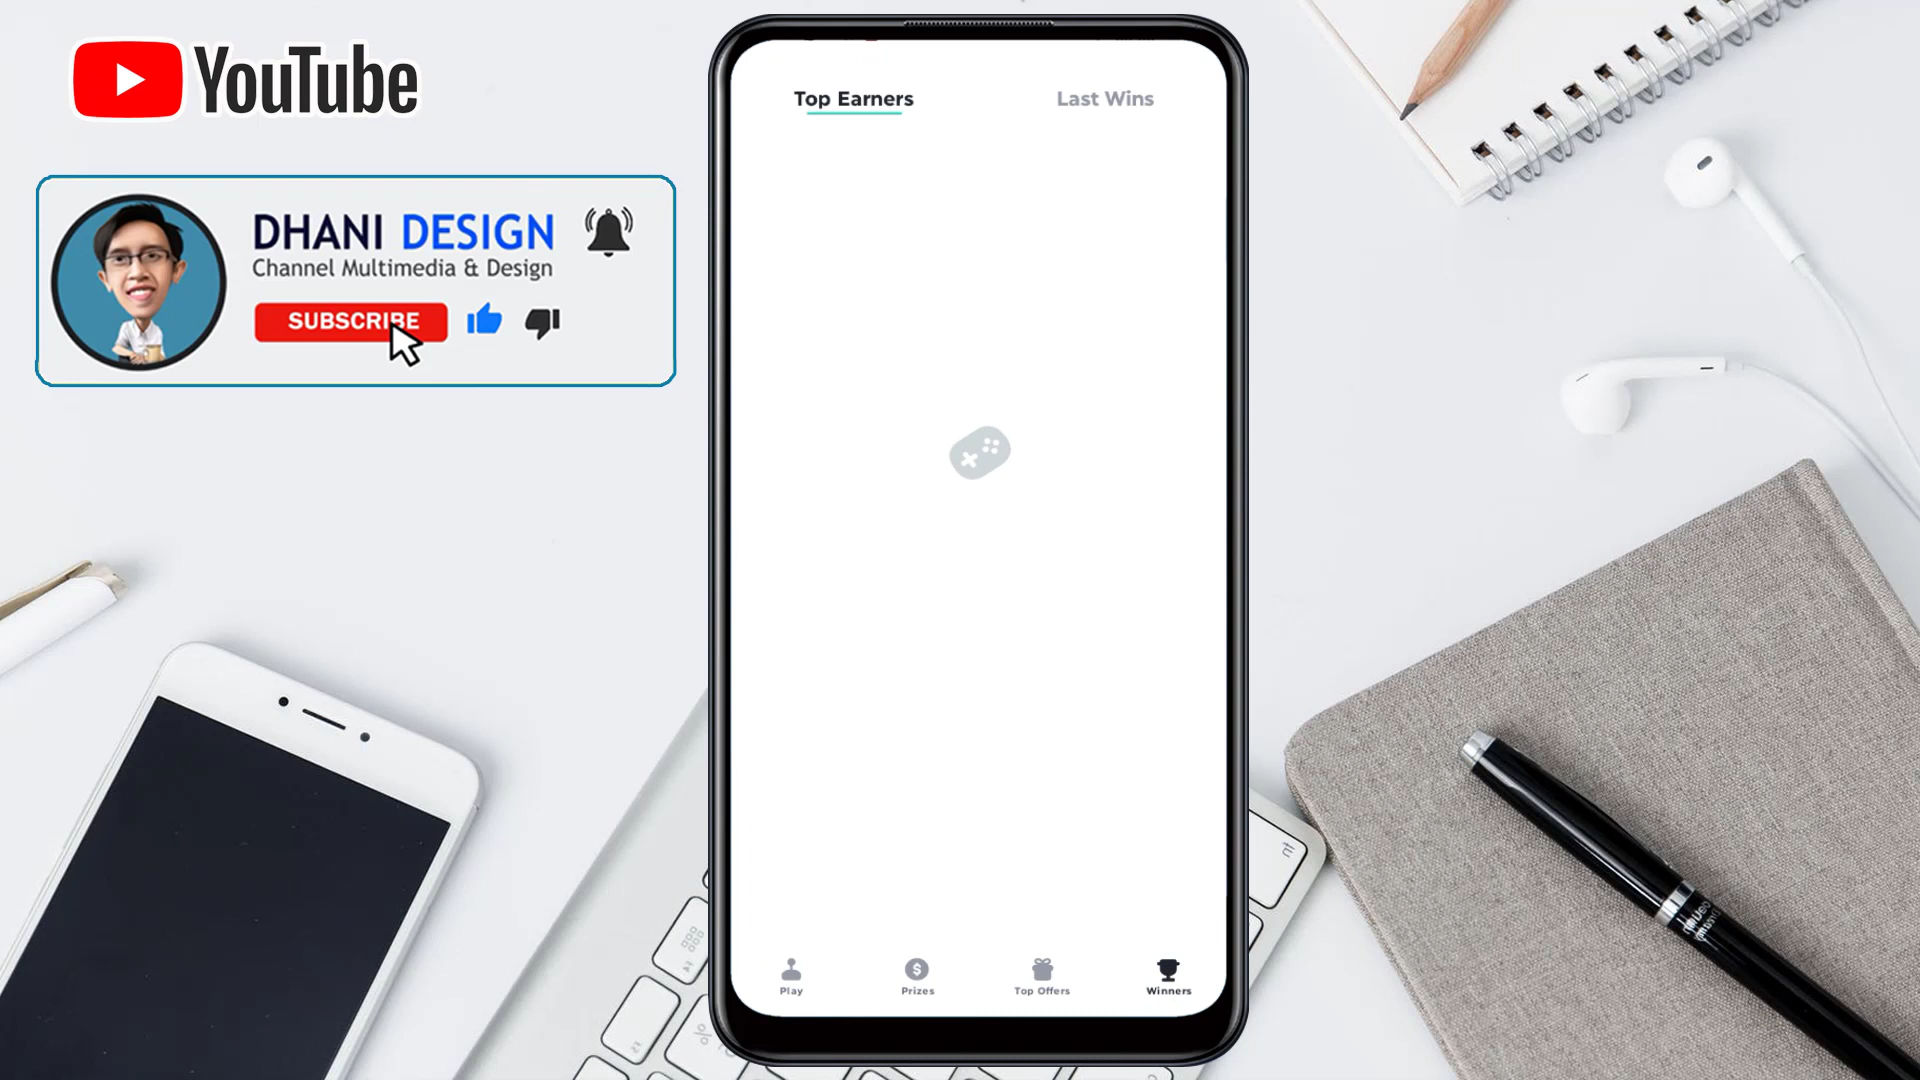 YouTube
DHANI DESIGN
Channel Multimedia & Design
SUBSCRIBE
Top Earners
Last Wins
Play
Prizes
Top Offers
Winners